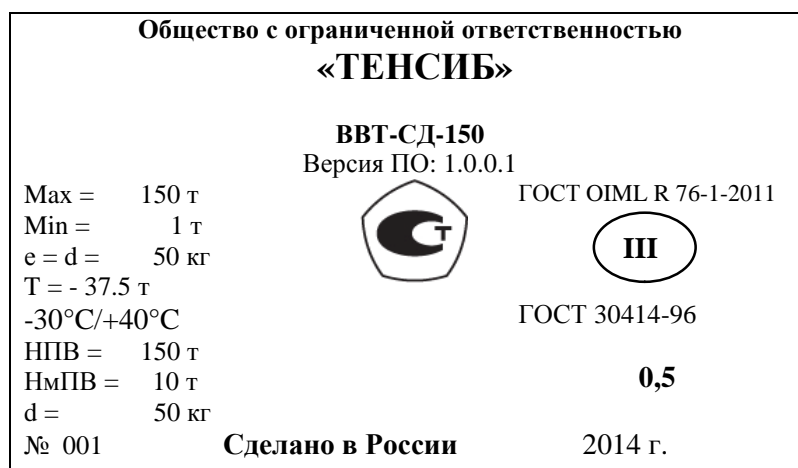 Общество с ограниченной ответственностью
«ТЕНСИБ»
ВВТ-СД-150
Версия ПО: 1.0.0.1
Max = 150 т ГОСТ OIML R 76-1-2011
Min = 1 т
e = d = 50 кг III
T = - 37.5 т
-30°C/+40°C ГОСТ 30414-96
НПВ = 150 т
НмПВ = 10 т 0,5
d = 50 кг
№ 001 Сделано в России 2014 г.